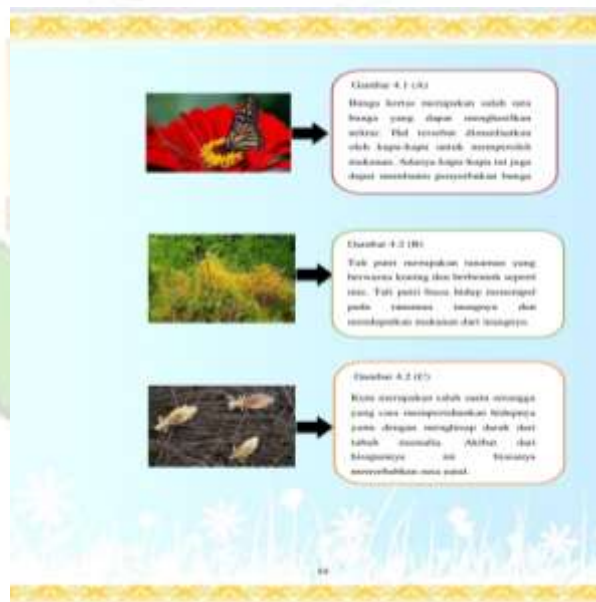 Gambar 4.1 (A)
Bunga kertas merupakan salah satu
bunga yang dapat menghasilkan
nektar. Hal tersebut dimanfaatkan
oleh kupu-kupu untuk memperoleh
makanan. Adanya kupu-kupu ini juga
dapat membantu penyerbukan bunga
Gambar 4.2 (B)
Tali putri merupakan tanaman yang
berwarna kuning dan berbentuk seperti
mie. Tali putri biasa hidup menempel
pada tanaman inangnya dan
mendapatkan makanan dari inangnya.
Gambar 4.2 (C)
Kutu merupakan salah satu serangga
yang cara mempertahankan hidupnya
yaitu dengan menghisap darah dari
tubuh mamalia. Akibat dari
hisapannya ini biasanya
menyebabkan rasa gatal.